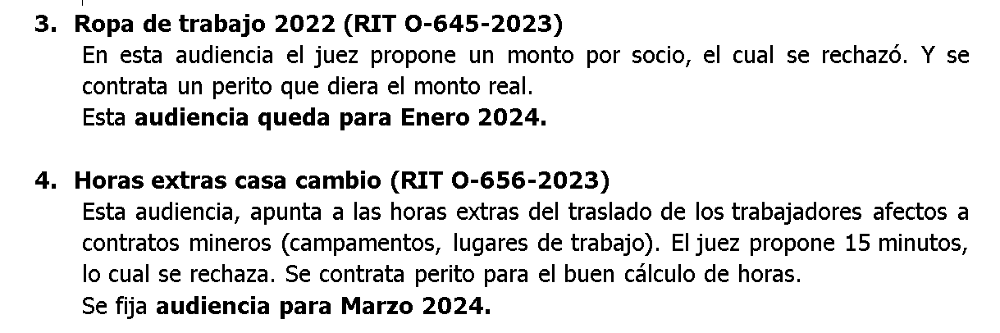 3. Ropa de trabajo 2022 (RIT O-645-2023)
En esta audiencia el juez propone un monto por socio, el cual se rechazó. Y se
contrata un perito que diera el monto real.
Esta audiencia queda para Enero 2024.
4. Horas extras casa cambio (RIT O-656-2023)
Esta audiencia, apunta a las horas extras del traslado de los trabajadores afectos a
contratos mineros (campamentos, lugares de trabajo). El juez propone 15 minutos,
lo cual se rechaza. Se contrata perito para el buen cálculo de horas.
Se fija audiencia para Marzo 2024.